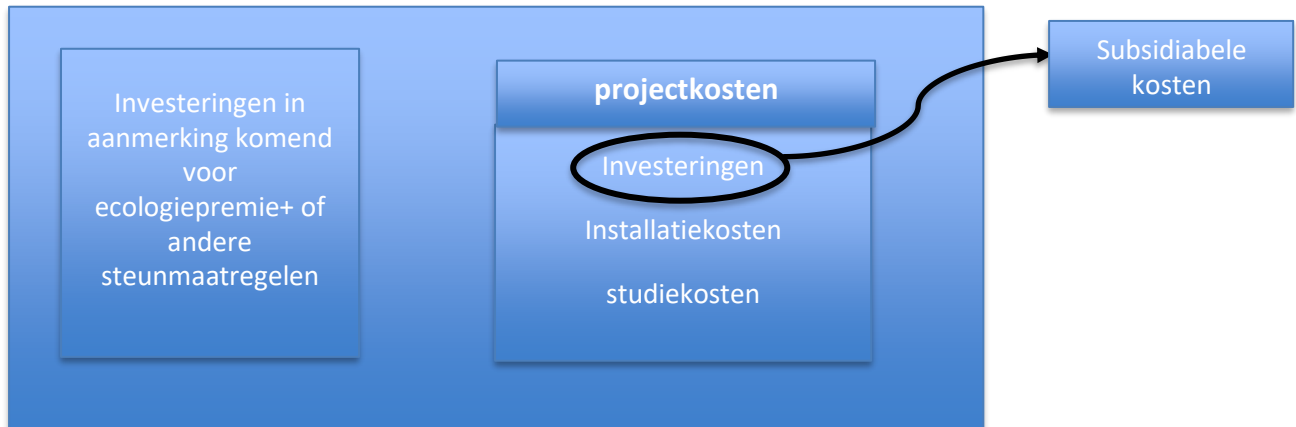 Investeringen in
aanmerking komend
voor
ecologiepremie+ of
andere
steunmaatregelen
projectkosten
Investeringen
Installatiekosten
studiekosten
Subsidiabele
kosten